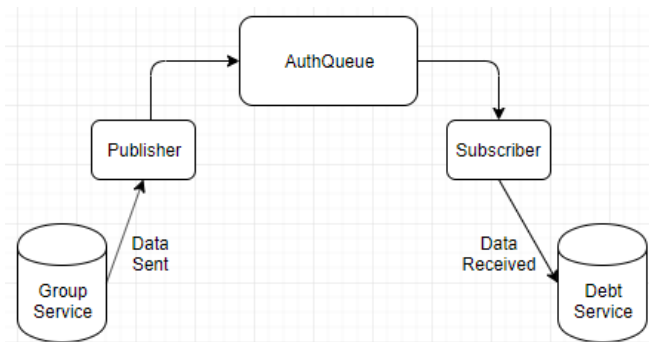 AuthQueue
Publisher
Subscriber
Data
Sent
Data
Received
Group
Service
Debt
Service